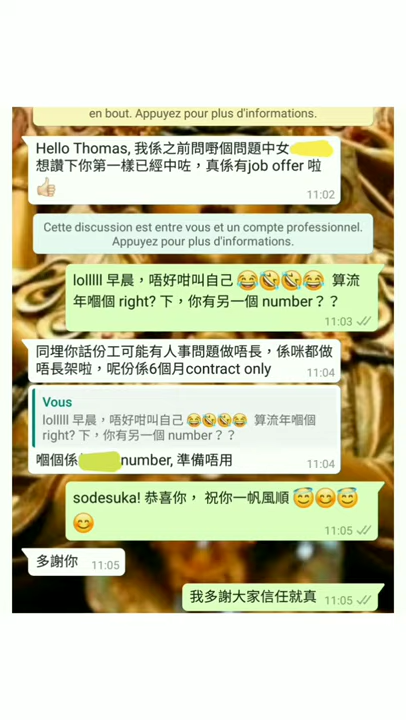 en bout. Appuyez pour plus d'informations.
Hello Thomas, 我係之前問嘢個問題中女
想讚下你第一樣已經中咗，真係有job offer 啦
👍🏻
11:02
Cette discussion est entre vous et un compte professionnel.
Appuyez pour plus d'informations.
lolllll 早晨，唔好咁叫自己 😂🤣🤣😂 算流
年嗰個 right? 下，你有另一個 number？？
11:03
同埋你話份工可能有人事問題做唔長，係咪都做
唔長架啦，呢份係6個月contract only
11:04
Vous
lolllll 早晨，唔好咁叫自己 😂🤣🤣😂 算流年嗰個
right? 下，你有另一個 number？？
嗰個係 number, 準備唔用
11:04
sodesuka! 恭喜你， 祝你一帆風順 😇😊😇
😊
11:05
多謝你
11:05
我多謝大家信任就真
11:05